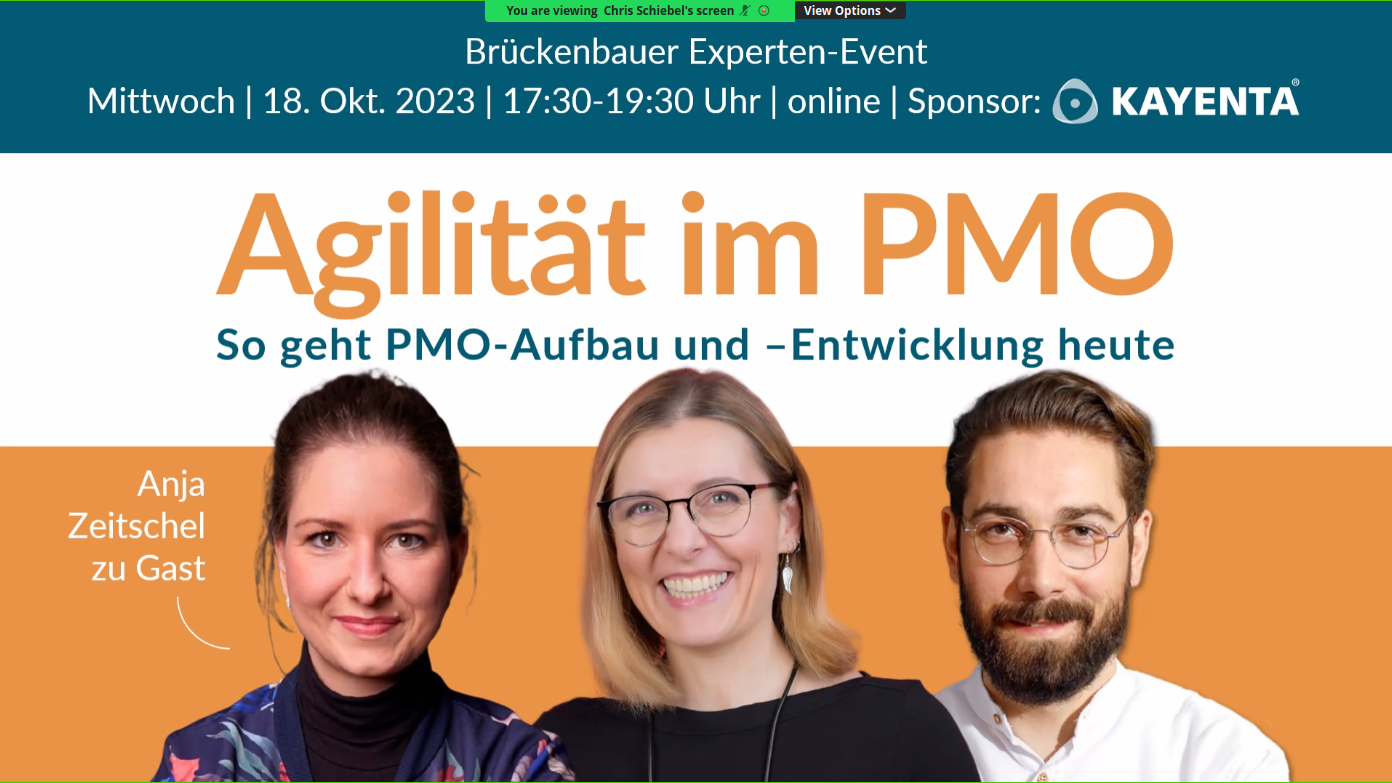 You are viewing Chris Schiebel's screen View Options
Brückenbauer Experten-Event
Mittwoch | 18. Okt. 2023 | 17:30-19:30 Uhr | online | Sponsor: KAYENTA®
Agilität im PMO
So geht PMO-Aufbau und –Entwicklung heute
Anja
Zeitschel
zu Gast